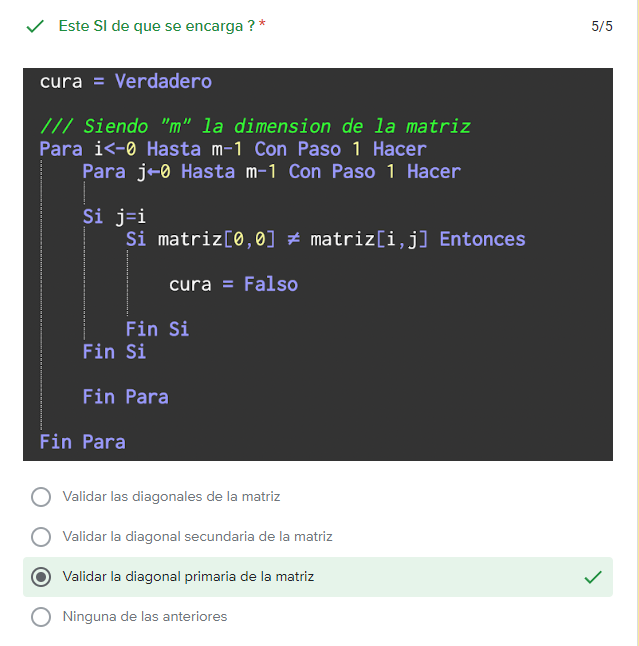 Este SI de que se encarga ? *
5/5
cura = Verdadero
/// Siendo "m" la dimension de la matriz
Para i<-0 Hasta m-1 Con Paso 1 Hacer
Para j←0 Hasta m-1 Con Paso 1 Hacer
Si j=i
Si matriz[0,0] ≠ matriz[i,j] Entonces
cura = Falso
Fin Si
Fin Si
Fin Para
Fin Para
Validar las diagonales de la matriz
Validar la diagonal secundaria de la matriz
Validar la diagonal primaria de la matriz
Ninguna de las anteriores